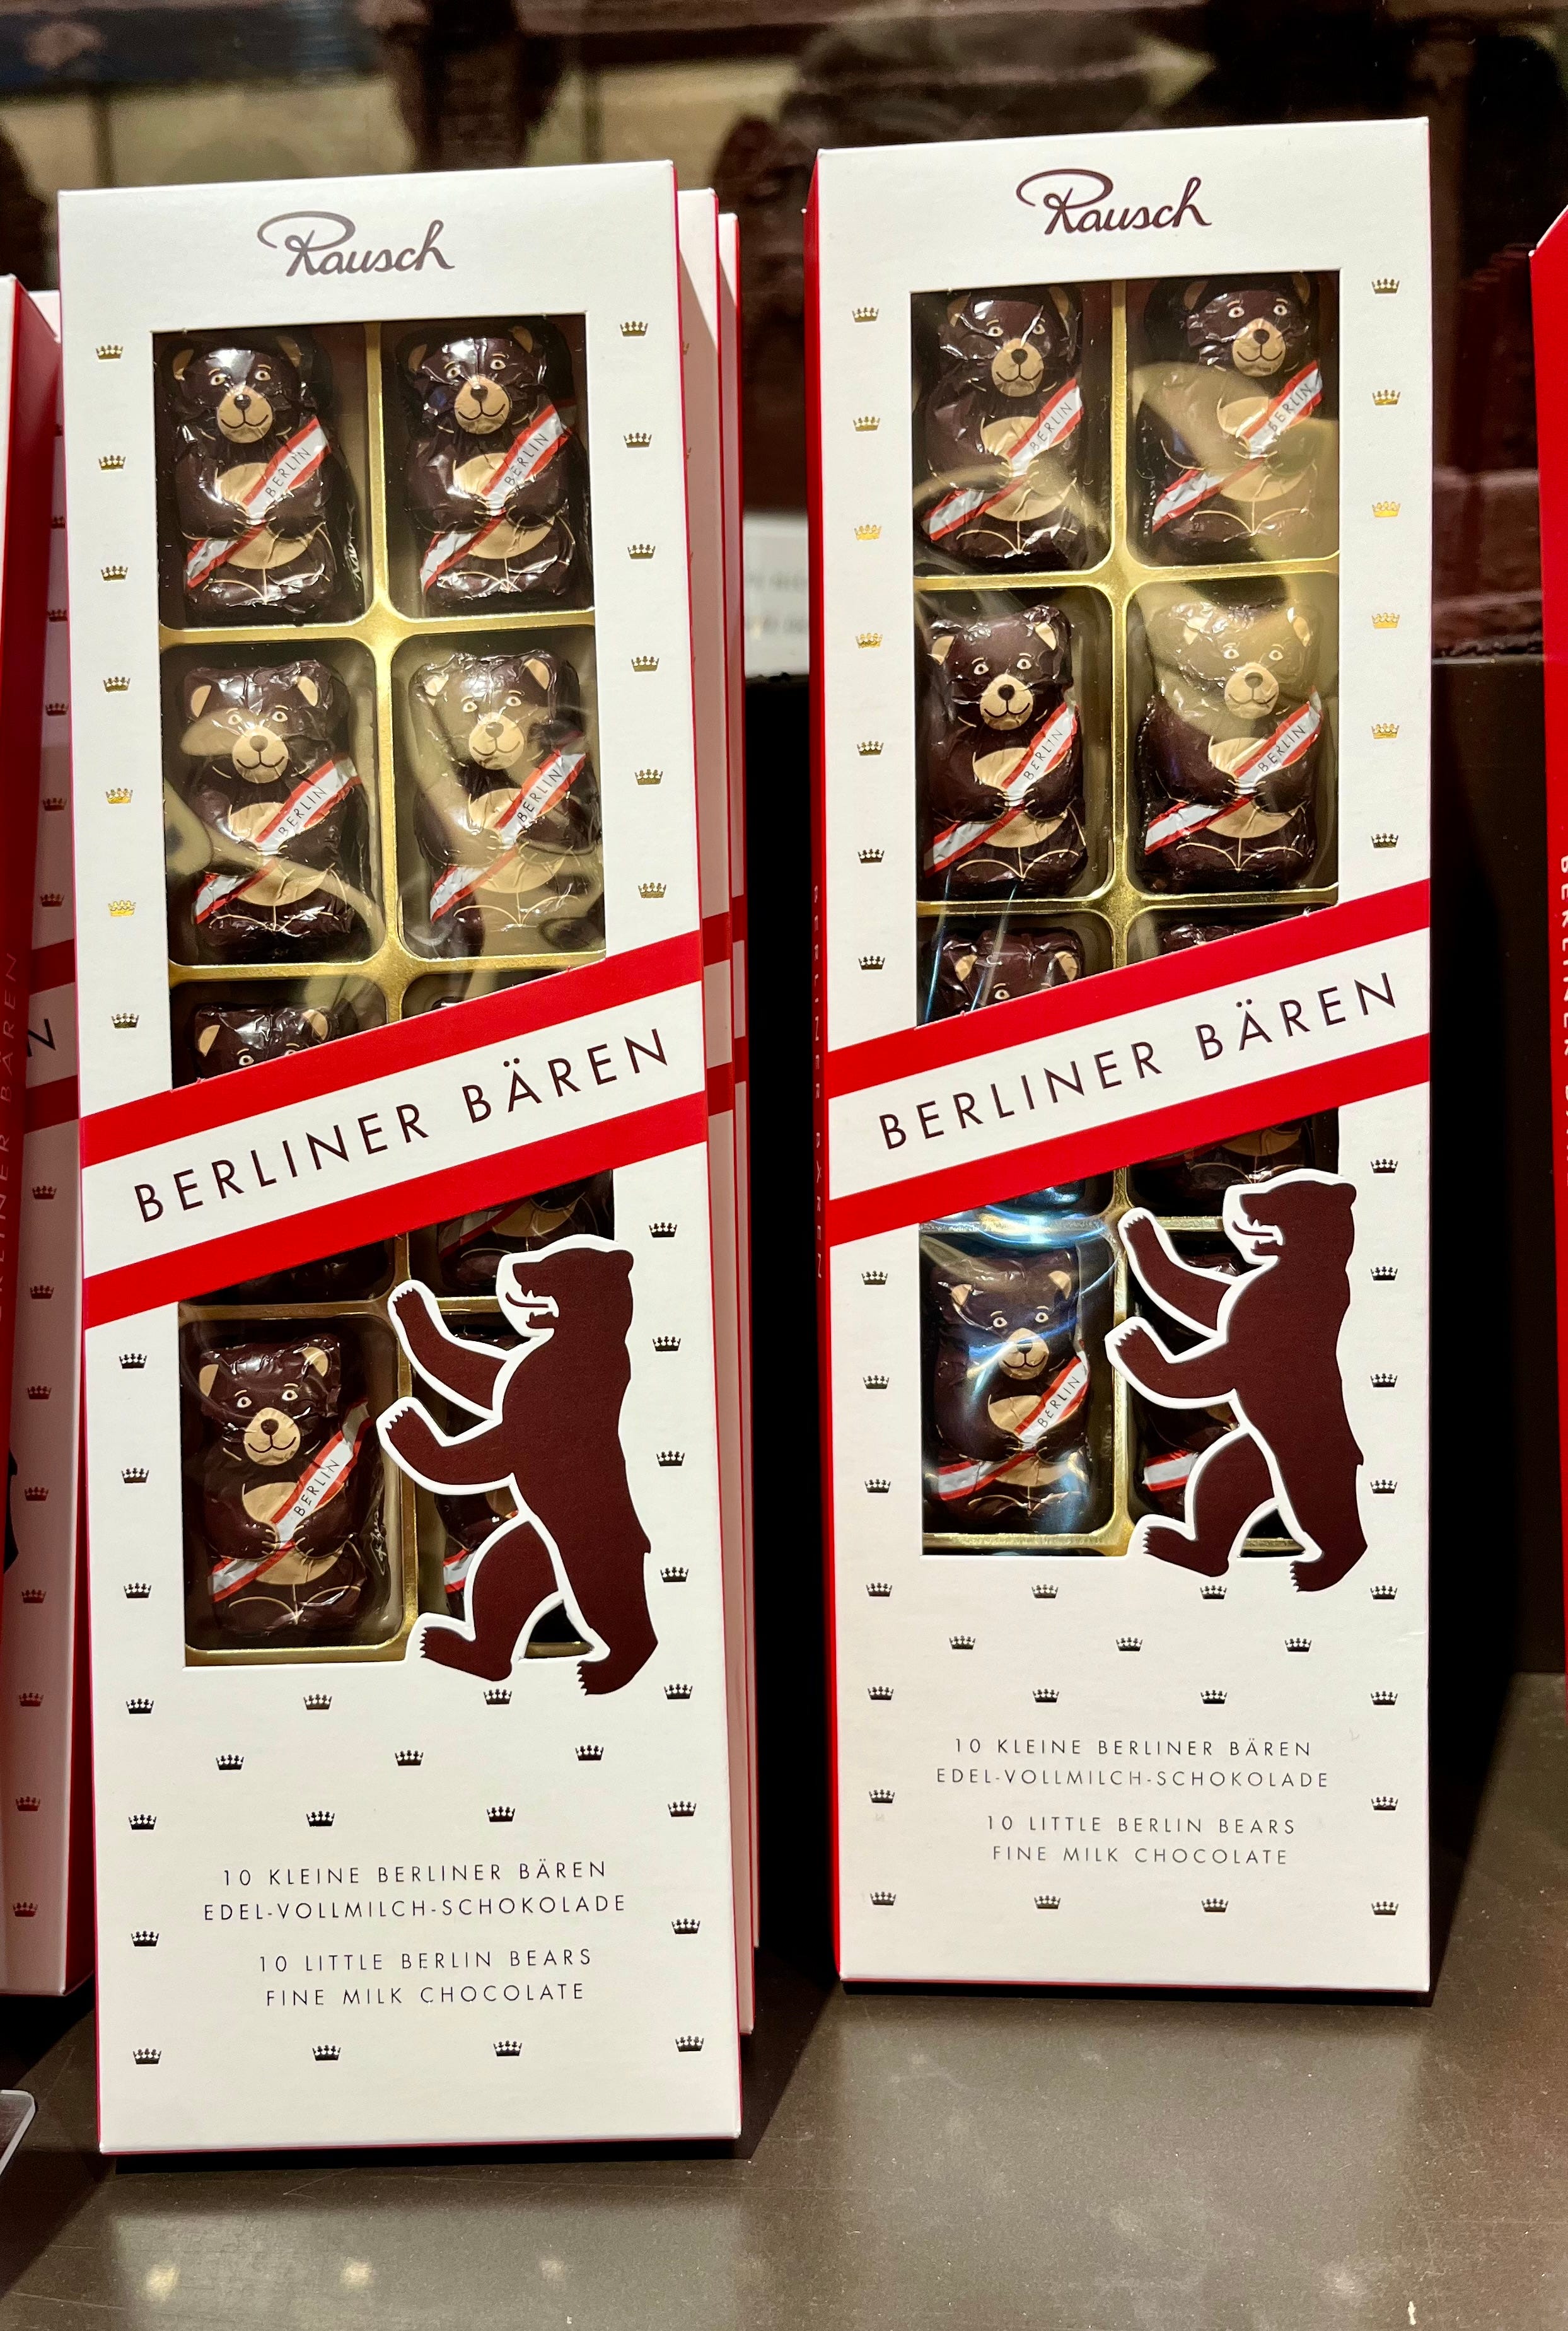 Rausch
BERLIN
BERLIN
BERLIN
BERLIN
BERLINER BÄREN
BERLIN
10 KLEINE BERLINER BÄREN
EDEL-VOLLMILCH-SCHOKOLADE
10 LITTLE BERLIN BEARS
FINE MILK CHOCOLATE
Rausch
BERLIN
BERLIN
BERLIN
BERLIN
BERLINER BÄREN
BERLIN
10 KLEINE BERLINER BÄREN
EDEL-VOLLMILCH-SCHOKOLADE
10 LITTLE BERLIN BEARS
FINE MILK CHOCOLATE